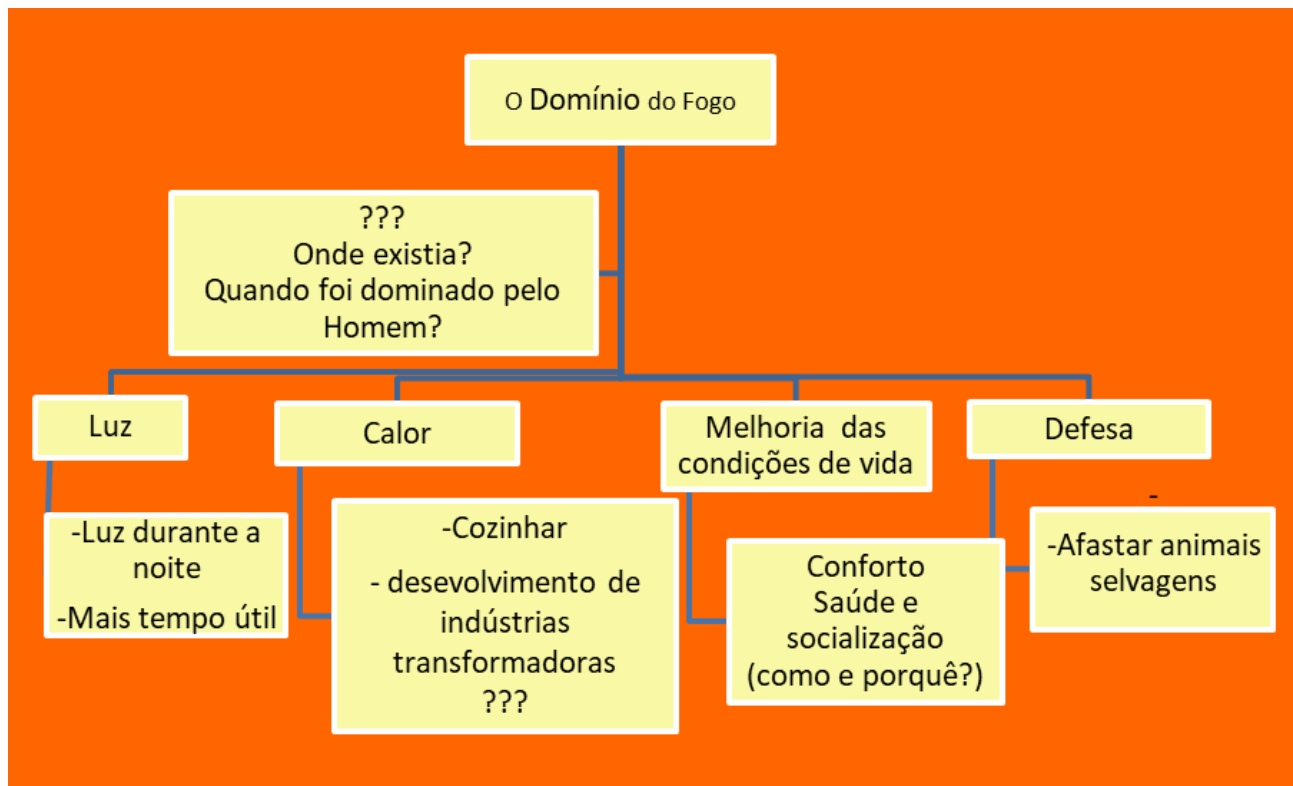 O Domínio do Fogo
???
Onde existia?
Quando foi dominado pelo
Homem?
Luz
-Luz durante a
noite
-Mais tempo útil
Calor
-Cozinhar
- desevolvimento de
indústrias
transformadoras
???
Melhoria das
condições de vida
Conforto
Saúde e
socialização
(como e porquê?)
Defesa
-
-Afastar animais
selvagens